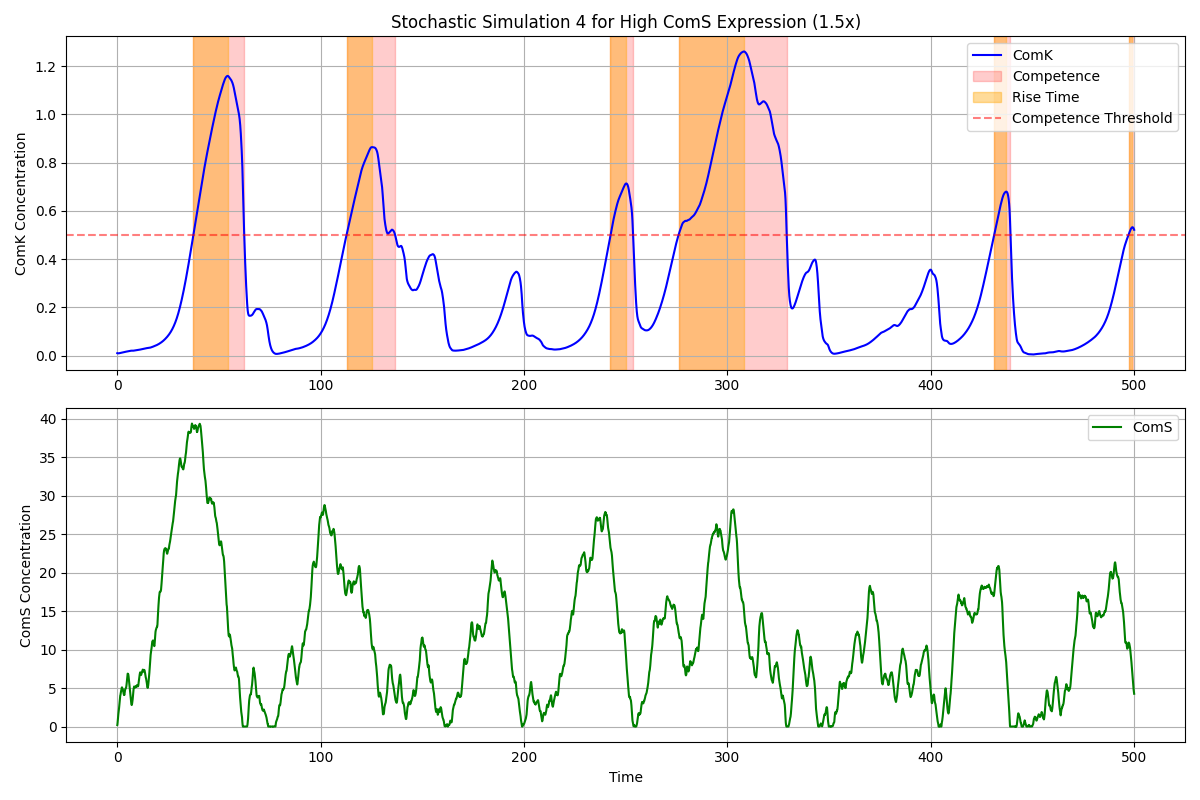 Stochastic Simulation 4 for High ComS Expression (1.5x)
ComK Concentration
1.2
1.0
0.8
0.6
0.4
0.2
0.0
ComK
Competence
Rise Time
Competence Threshold
0 100 200 300 400 500
ComS Concentration
40
35
30
25
20
15
10
5
0
ComS
0 100 200 300 400 500
Time